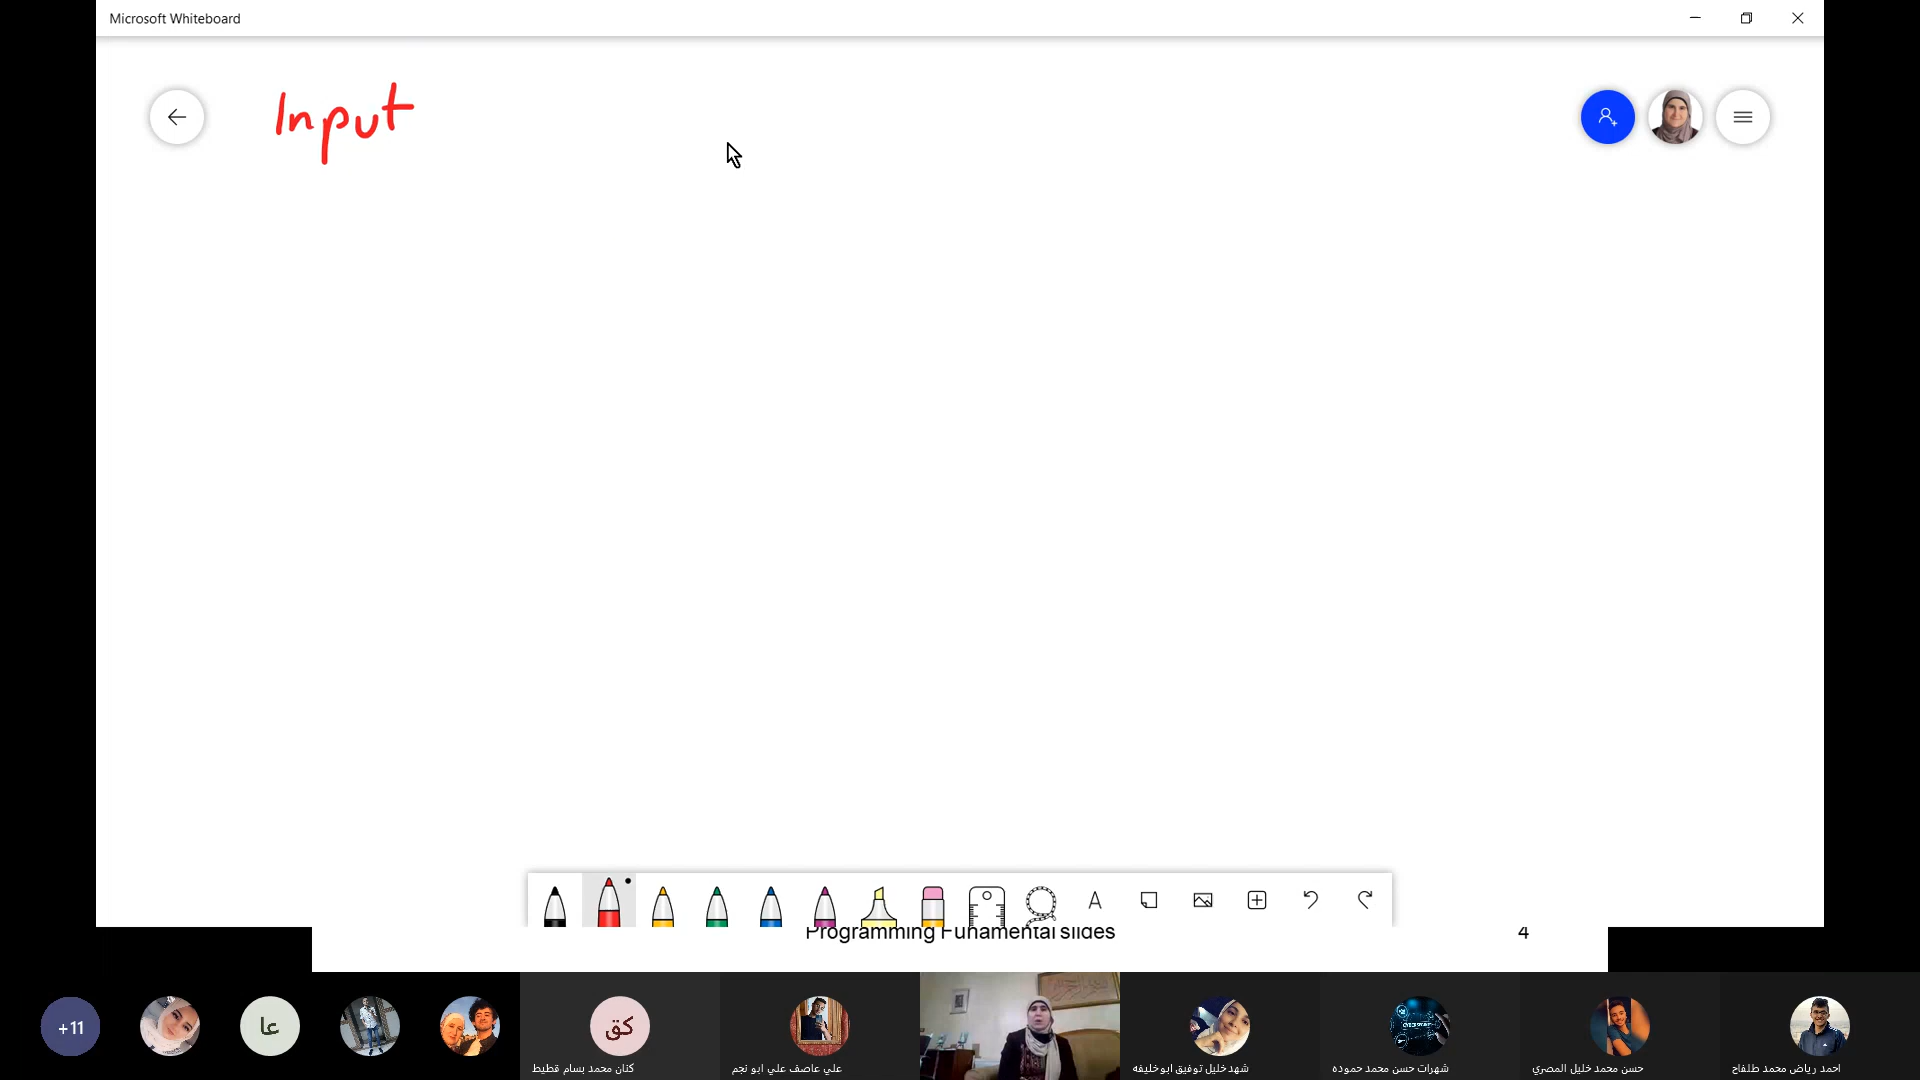 Microsoft Whiteboard
Input
A
Programming Funamental slides
4
+11
عا
كق
كنان محمد بسام قطيط
علي عاصف علي ابو نجم
شهد خليل توفيق ابو خليفه
شهرات حسن محمد حموده
حسن محمد خليل المصري
احمد رياض محمد طلفاح